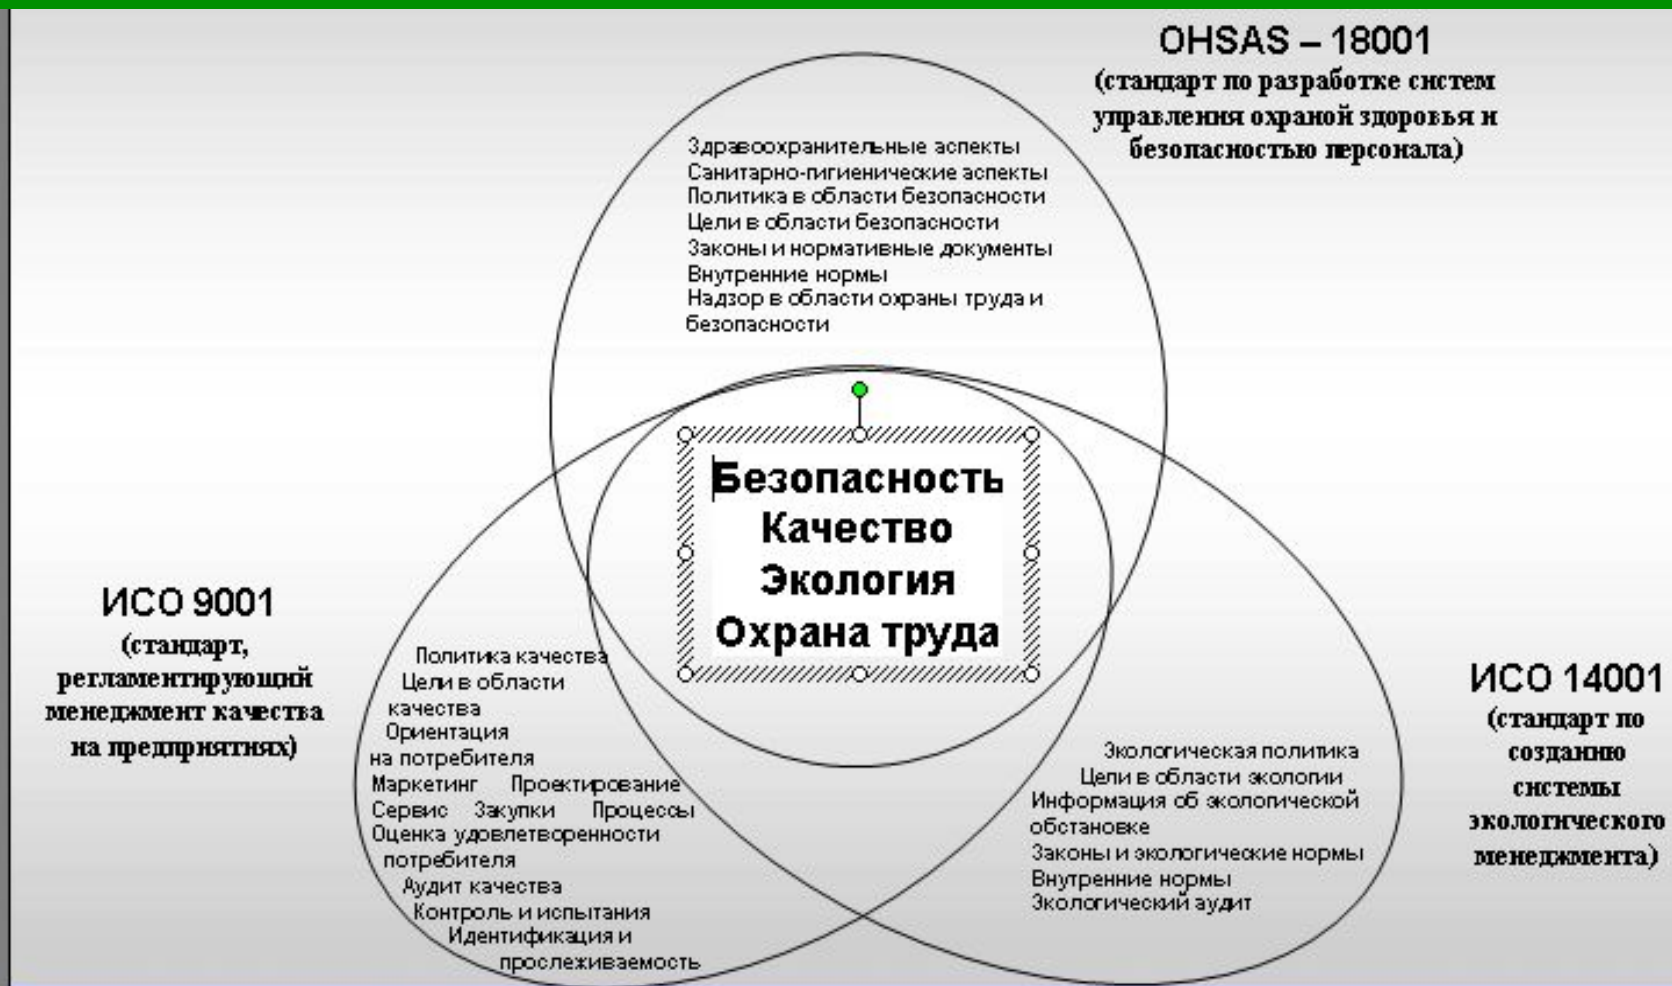 OHSAS – 18001
(стандарт по разработке систем
управления охраной здоровья и
безопасностью персонала)
Здравоохранительные аспекты
Санитарно-гигиенические аспекты
Политика в области безопасности
Цели в области безопасности
Законы и нормативные документы
Внутренние нормы
Надзор в области охраны труда и
безопасности
Безопасность
Качество
Экология
Охрана труда
ИСО 9001
(стандарт,
регламентирующий
менеджмент качества
на предприятиях)
Политика качества
Цели в области
качества
Ориентация
на потребителя
Маркетинг Проектирование
Сервис Закупки Процессы
Оценка удовлетворенности
потребителя
Аудит качества
Контроль и испытания
Идентификация и
прослеживаемость
Экологическая политика
Цели в области экологии
Информация об экологической
обстановке
Законы и экологические нормы
Внутренние нормы
Экологический аудит
ИСО 14001
(стандарт по
созданию
системы
экологического
менеджмента)